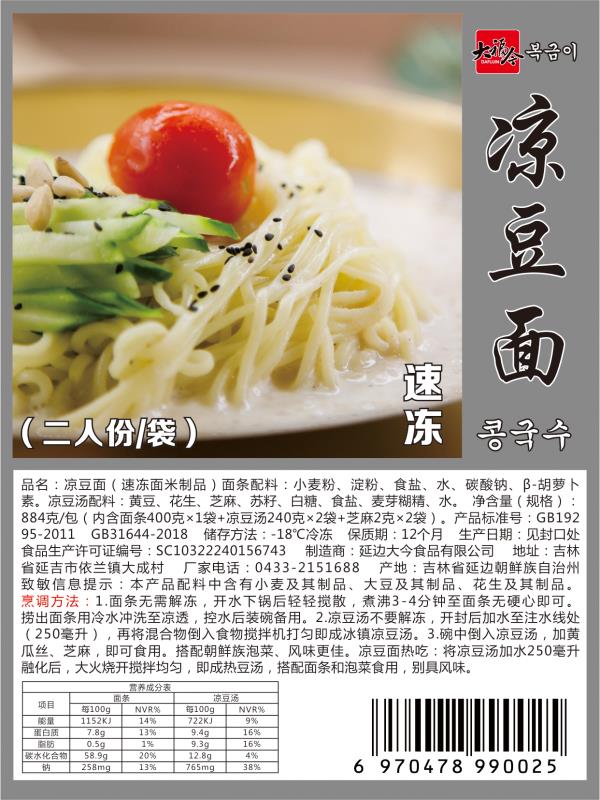 大福今
DAFUJIN
복금이
凉豆面
콩국수
速冻
(二人份/袋)
品名：凉豆面（速冻面米制品）面条配料：小麦粉、淀粉、食盐、水、碳酸钠、β-胡萝卜
素。凉豆汤配料：黄豆、花生、芝麻、苏籽、白糖、食盐、麦芽糊精、水。 净含量（规格）：
884克/包（内含面条400克×1袋+凉豆汤240克×2袋+芝麻2克×2袋）。产品标准号：GB192
95-2011 GB31644-2018 储存方法：-18℃冷冻 保质期：12个月 生产日期：见封口处
食品生产许可证编号：SC10322240156743 制造商：延边大今食品有限公司 地址：吉林
省延吉市依兰镇大成村 厂家电话：0433-2151688 产地：吉林省延边朝鲜族自治州
致敏信息提示：本产品配料中含有小麦及其制品、大豆及其制品、花生及其制品。
烹调方法：1.面条无需解冻，开水下锅后轻轻搅散，煮沸3-4分钟至面条无硬心即可。
捞出面条用冷水冲洗至凉透，控水后装碗备用。2.凉豆汤不要解冻，开封后加水至注水线处
（250毫升），再将混合物倒入食物搅拌机打匀即成冰镇凉豆汤。3.碗中倒入凉豆汤，加黄
瓜丝、芝麻，即可食用。搭配朝鲜族泡菜、风味更佳。凉豆面热吃：将凉豆汤加水250毫升
融化后，大火烧开搅拌均匀，即成热豆汤，搭配面条和泡菜食用，别具风味。
营养成分表
项目 面条 凉豆汤
每100g NVR% 每100g NVR%
能量 1152KJ 14% 722KJ 9%
蛋白质 7.8g 13% 9.4g 16%
脂肪 0.5g 1% 9.3g 16%
碳水化合物 58.9g 20% 12.8g 4%
钠 258mg 13% 765mg 38%
6 970478 990025